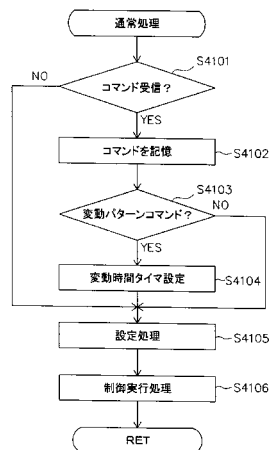 通常処理
S4101
NO
コマンド受信？
YES
コマンドを記憶
S4102
S4103
変動パターンコマンド？
NO
YES
変動時間タイマ設定
S4104
設定処理
S4105
制御実行処理
S4106
RET